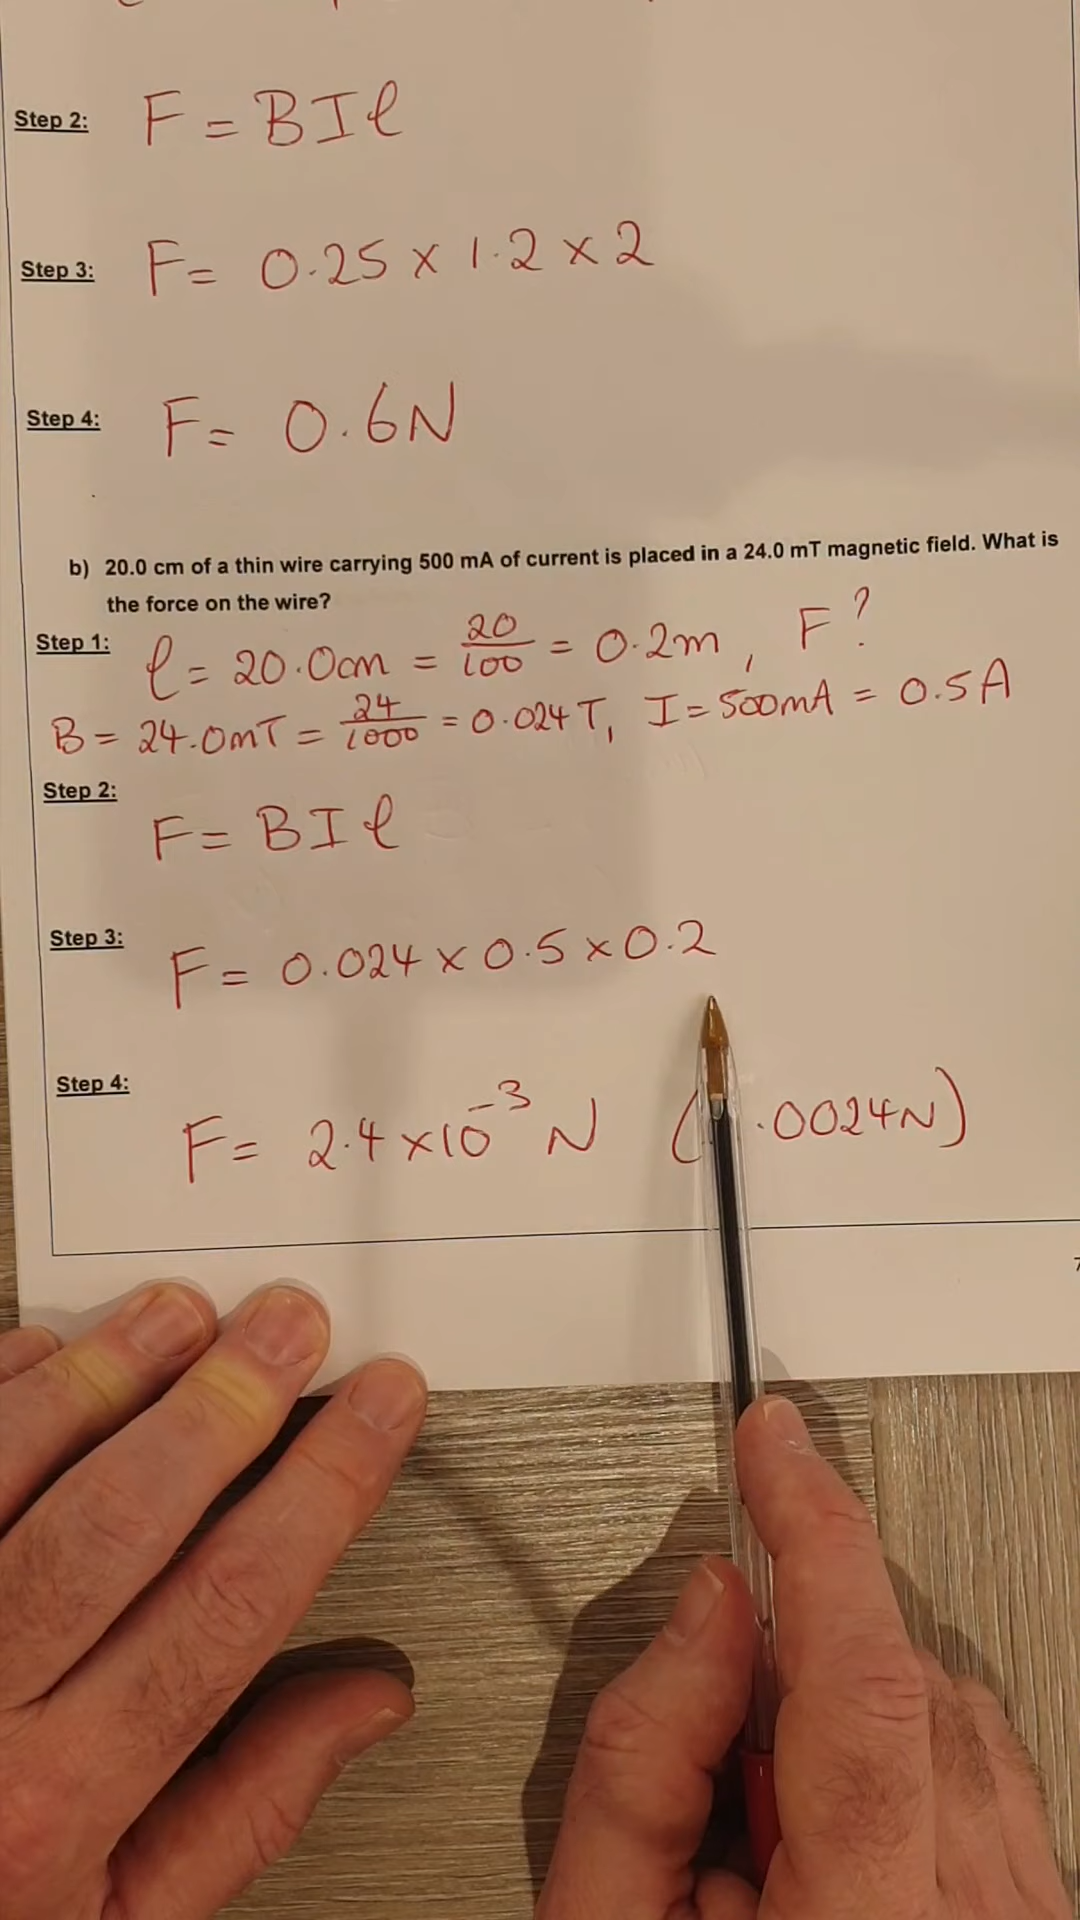 Step 2: F = BIl
Step 3: F = 0.25 × 1.2 × 2
Step 4: F = 0.6N
b) 20.0 cm of a thin wire carrying 500 mA of current is placed in a 24.0 mT magnetic field. What is
the force on the wire?
Step 1: l = 20.0cm = 20/100 = 0.2m, F?
B = 24.0mT = 24/1000 = 0.024T, I = 500mA = 0.5A
Step 2:
F = BIl
Step 3:
F = 0.024 × 0.5 × 0.2
Step 4:
F = 2.4 × 10⁻³ N ( .0024N)